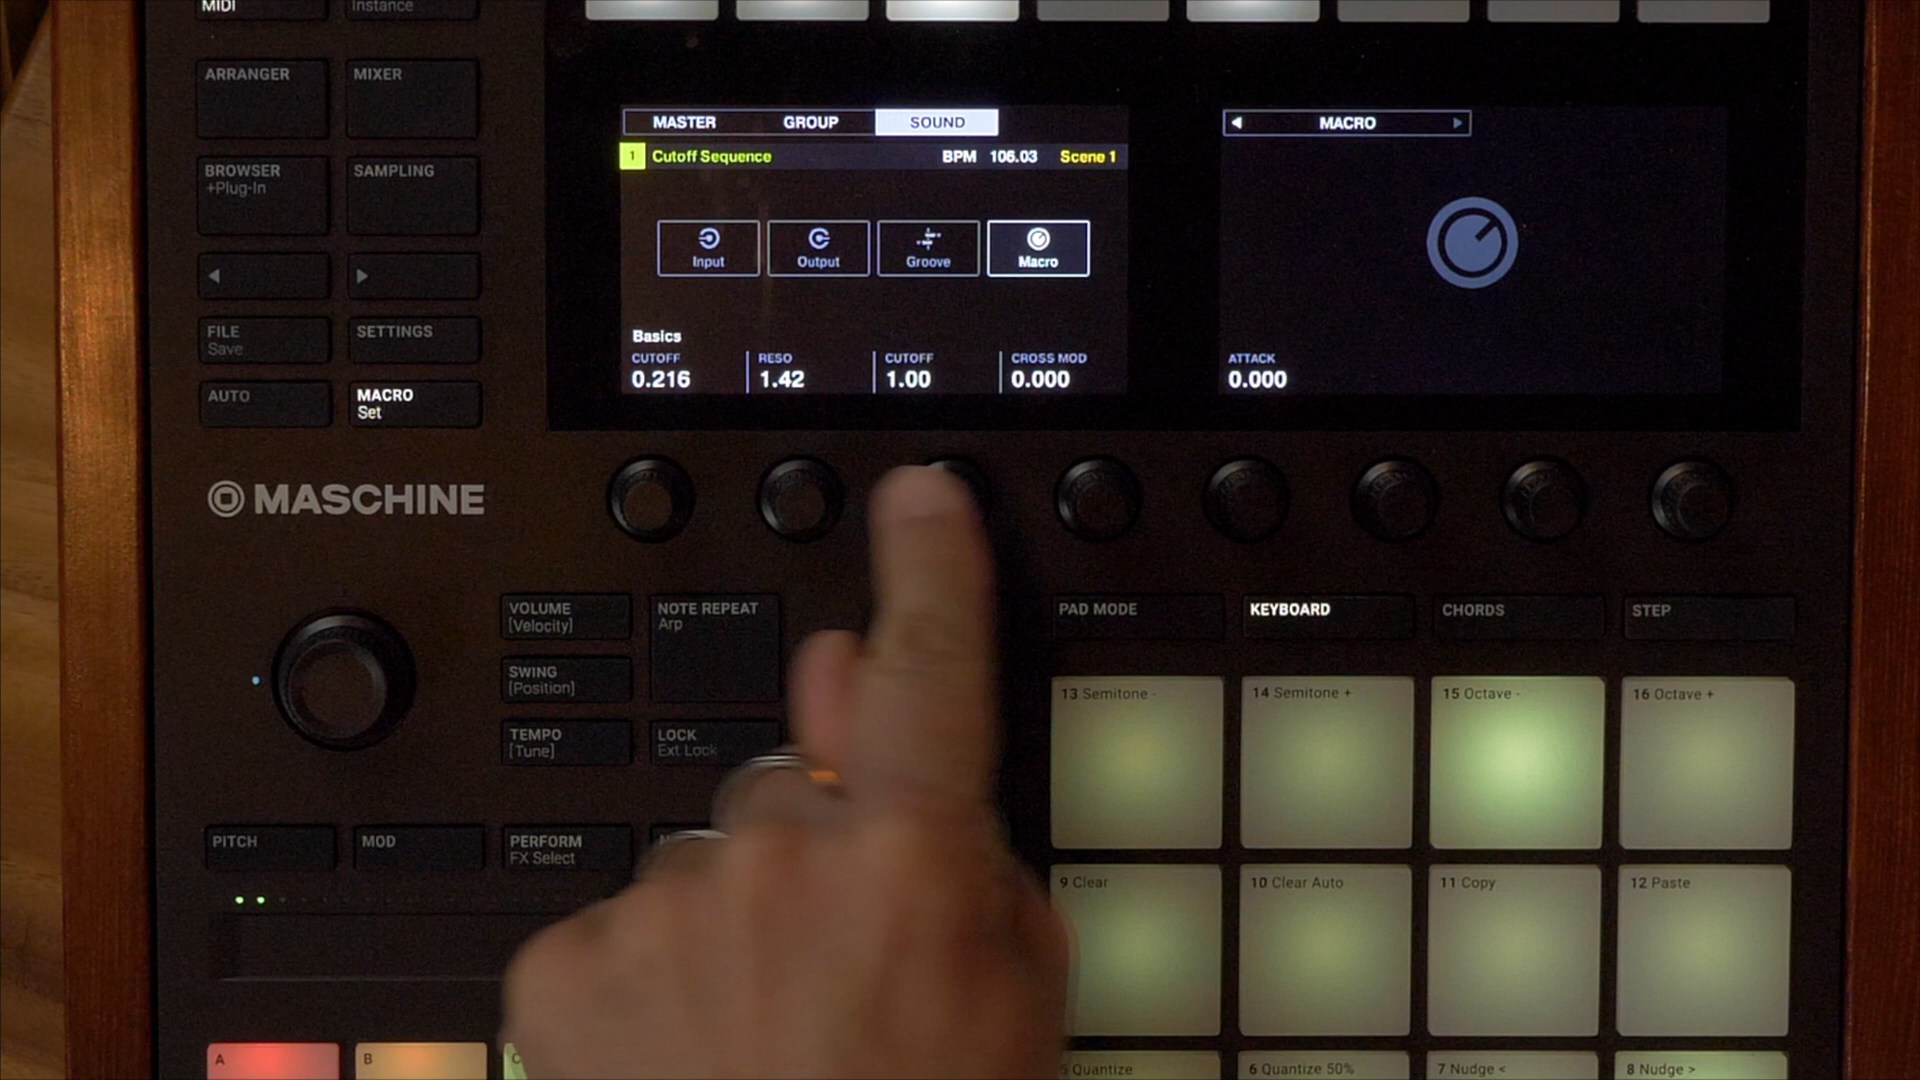 MIDI
Instance
ARRANGER
MIXER
BROWSER
+Plug-In
SAMPLING
FILE
Save
SETTINGS
AUTO
MACRO
Set
MASTER
GROUP
SOUND
1
Cutoff Sequence
BPM 106.03
Scene 1
Input
Output
Groove
Macro
Basics
CUTOFF
RESO
CUTOFF
CROSS MOD
0.216
1.42
1.00
0.000
MACRO
ATTACK
0.000
MASCHINE
VOLUME
[Velocity]
NOTE REPEAT
Arp
SWING
[Position]
TEMPO
[Tune]
LOCK
Ext Lock
PAD MODE
KEYBOARD
CHORDS
STEP
13 Semitone -
14 Semitone +
15 Octave -
16 Octave +
PITCH
MOD
PERFORM
FX Select
9 Clear
10 Clear Auto
11 Copy
12 Paste
A
B
C
Quantize
6 Quantize 50%
7 Nudge <
8 Nudge >